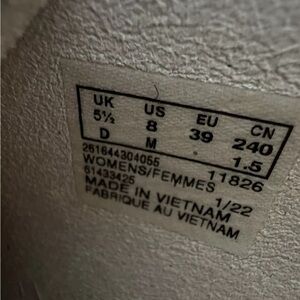 UK US EU CN
5½ 8 39 240
D M . 1.5
261644304055 11826
WOMENS/FEMMES
51433425 1/22
MADE IN VIETNAM
FABRIQUE AU VIETNAM